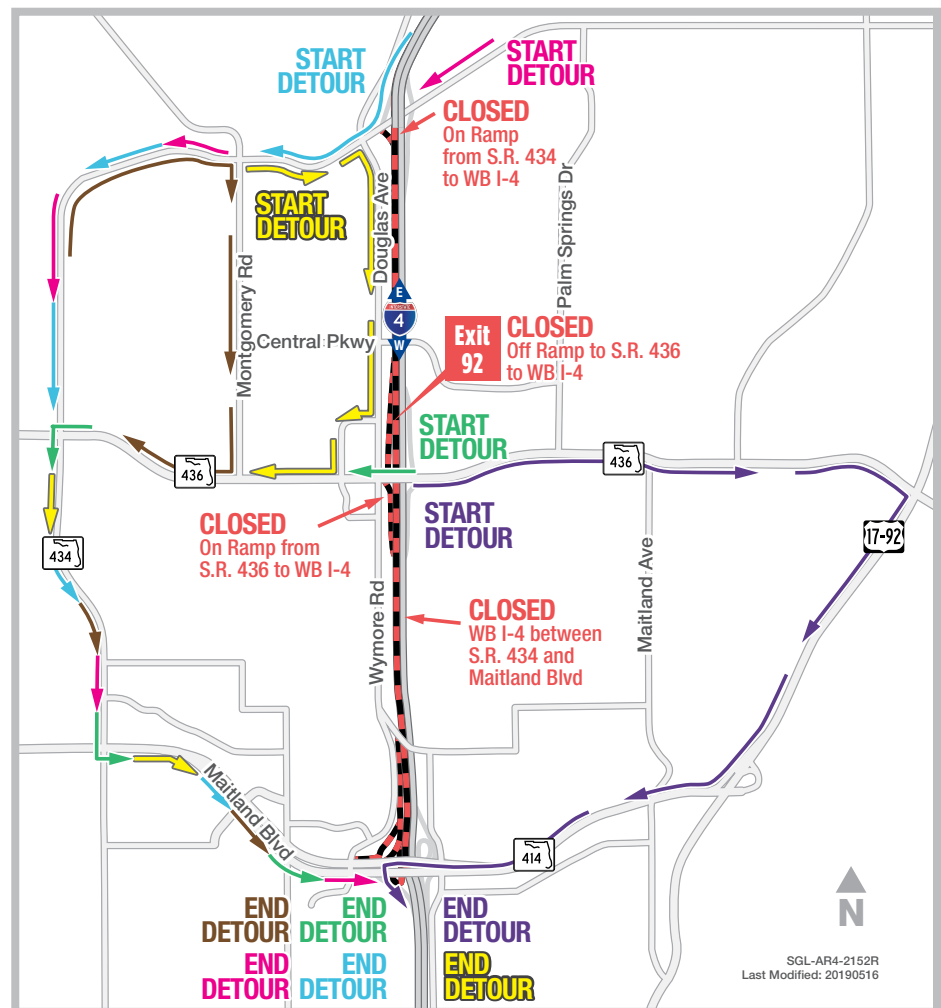 START
DETOUR
START
DETOUR
CLOSED
On Ramp
from S.R. 434
to WB I-4
START
DETOUR
Douglas Ave
Palm Springs Dr
Montgomery Rd
E
4
W
Central Pkwy
Exit
92
CLOSED
Off Ramp to S.R. 436
to WB I-4
START
DETOUR
436
436
START
DETOUR
CLOSED
On Ramp from
S.R. 436 to WB I-4
17-92
434
Wymore Rd
Maitland Ave
CLOSED
WB I-4 between
S.R. 434 and
Maitland Blvd
Maitland Blvd
414
END
DETOUR
END
DETOUR
END
DETOUR
END
DETOUR
END
DETOUR
END
DETOUR
N
SGL-AR4-2152R
Last Modified: 20190516